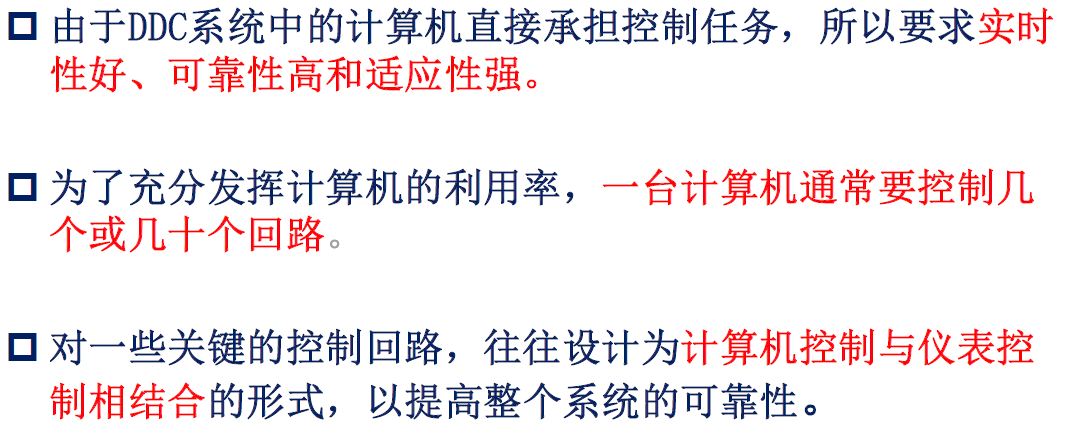 由于DDC系统中的计算机直接承担控制任务，所以要求实时
性好、可靠性高和适应性强。
为了充分发挥计算机的利用率，一台计算机通常要控制几
个或几十个回路。
对一些关键的控制回路，往往设计为计算机控制与仪表控
制相结合的形式，以提高整个系统的可靠性。